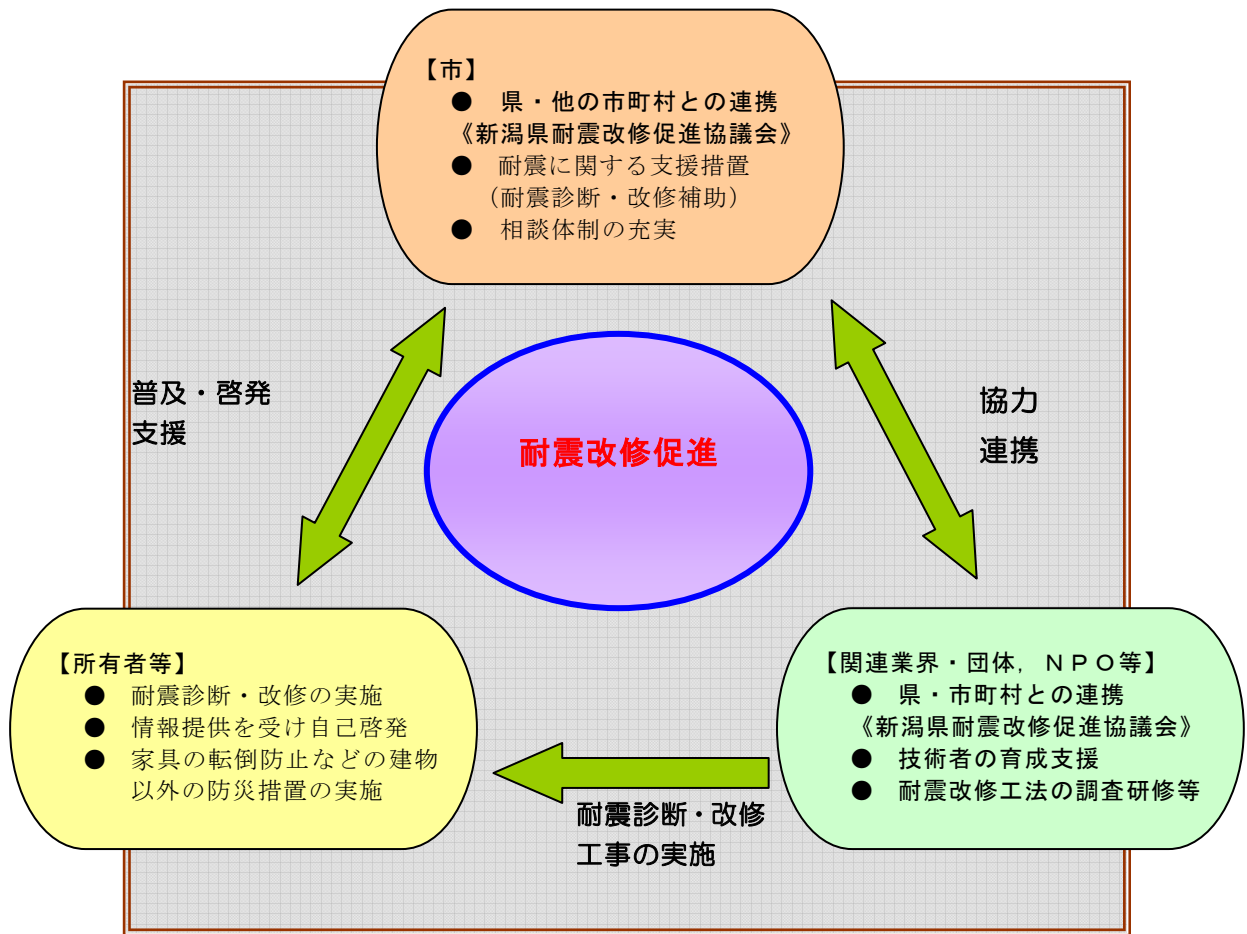 【市】
● 県・他の市町村との連携
《新潟県耐震改修促進協議会》
● 耐震に関する支援措置
（耐震診断・改修補助）
● 相談体制の充実
普及・啓発
支援
協力
連携
耐震改修促進
【所有者等】
● 耐震診断・改修の実施
● 情報提供を受け自己啓発
● 家具の転倒防止などの建物
以外の防災措置の実施
【関連業界・団体，ＮＰＯ等】
● 県・市町村との連携
《新潟県耐震改修促進協議会》
● 技術者の育成支援
● 耐震改修工法の調査研修等
耐震診断・改修
工事の実施